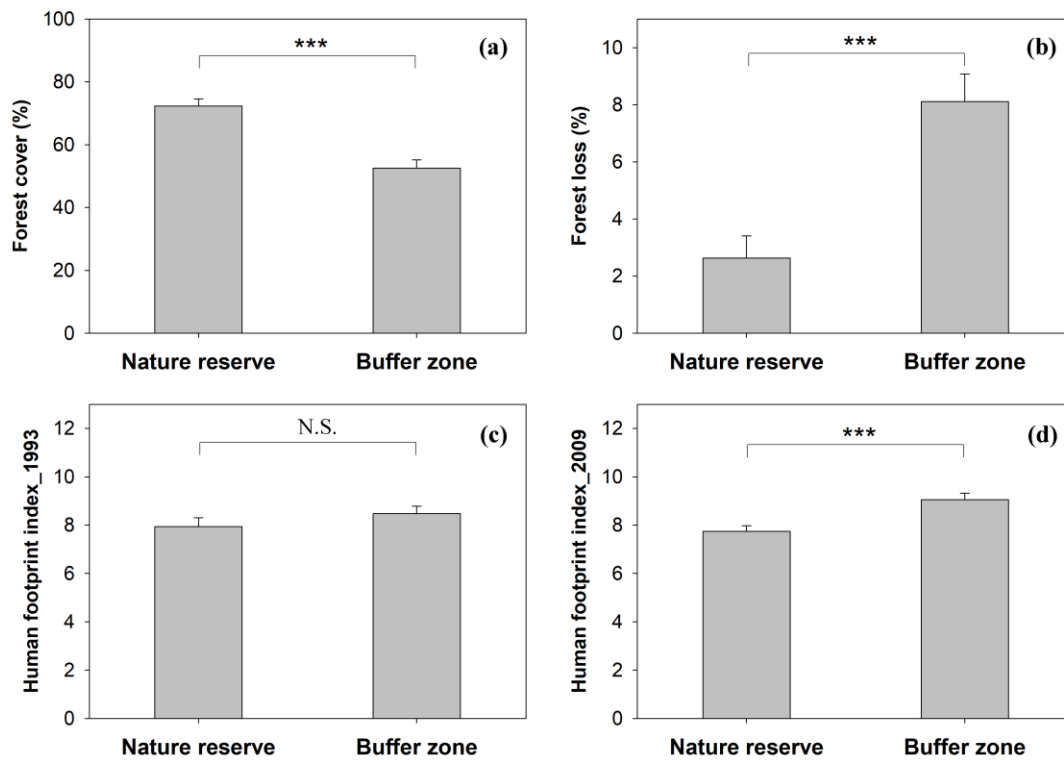 Forest cover (%)
100
80
60
40
20
0
***
(a)
Nature reserve
Buffer zone
Forest loss (%)
10
8
6
4
2
0
***
(b)
Nature reserve
Buffer zone
Human footprint index_1993
12
10
8
6
4
2
0
N.S.
(c)
Nature reserve
Buffer zone
Human footprint index_2009
12
10
8
6
4
2
0
***
(d)
Nature reserve
Buffer zone